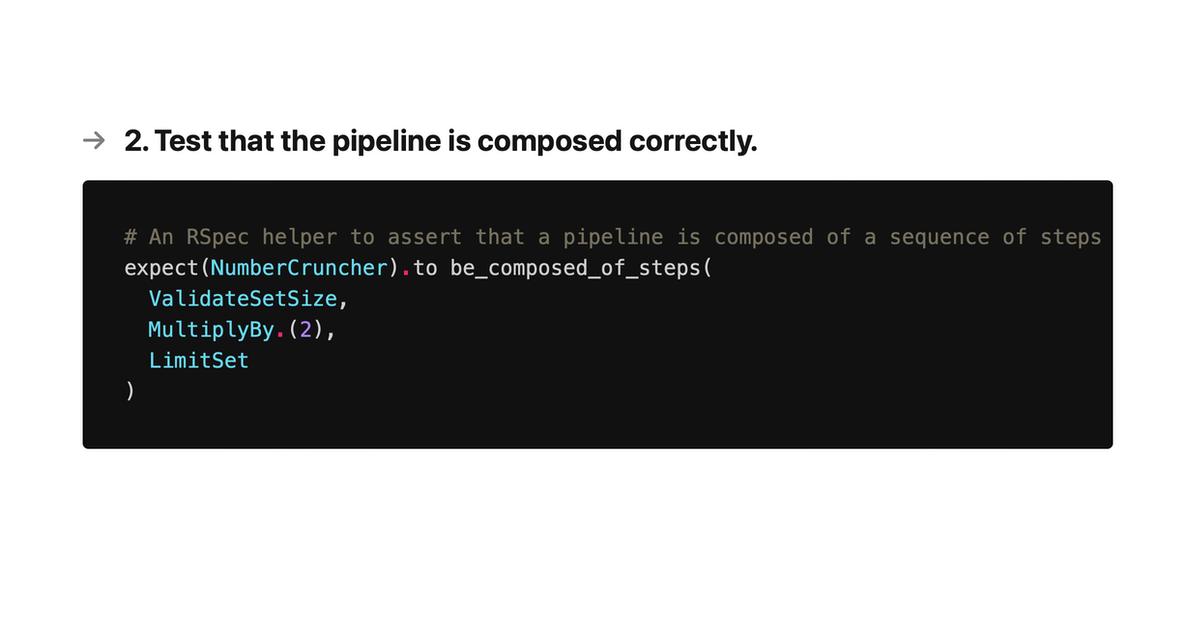 → 2. Test that the pipeline is composed correctly.
# An RSpec helper to assert that a pipeline is composed of a sequence of steps
expect(NumberCruncher).to be_composed_of_steps(
  ValidateSetSize,
  MultiplyBy.(2),
  LimitSet
)